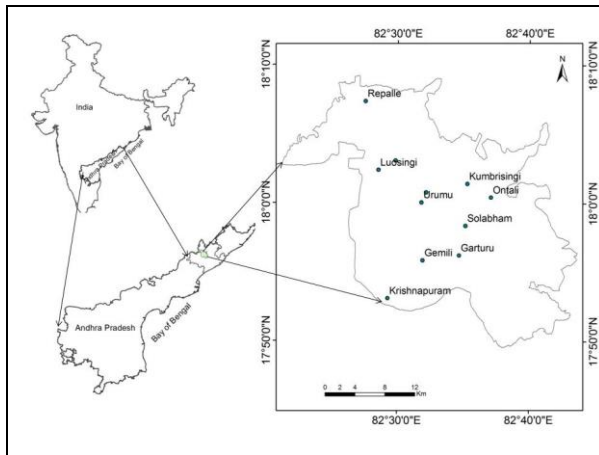 India
Andhra Pradesh
Bay of Bengal
Andhra Pradesh
Bay of Bengal
82°30'0"E
82°40'0"E
18°10'0"N
18°10'0"N
N
Repalle
Kumbrisingi
Urumu
18°0'0"N
18°0'0"N
Solabham
Gemili
Garturu
Krishnapuram
17°50'0"N
17°50'0"N
0 2 4 8 12
Km
82°30'0"E
82°40'0"E